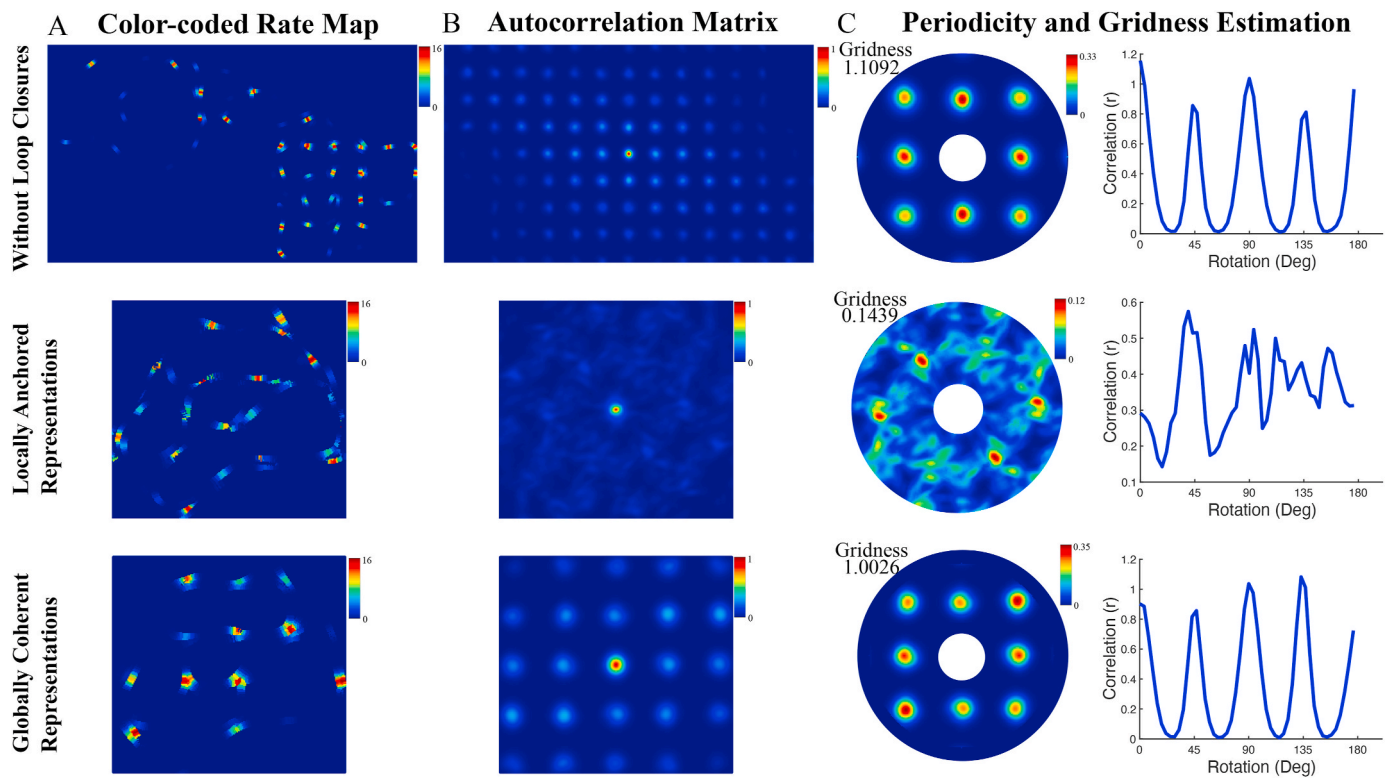 A Color-coded Rate Map
B Autocorrelation Matrix
C Periodicity and Gridness Estimation
Without Loop Closures
16
0
1
0
Gridness
1.1092
0.33
0
Correlation (r)
1.2
1
0.8
0.6
0.4
0.2
0
0 45 90 135 180
Rotation (Deg)
Locally Anchored
Representations
16
0
1
0
Gridness
0.1439
0.12
0
Correlation (r)
0.6
0.5
0.4
0.3
0.2
0.1
0 45 90 135 180
Rotation (Deg)
Globally Coherent
Representations
16
0
1
0
Gridness
1.0026
0.35
0
Correlation (r)
1.2
1
0.8
0.6
0.4
0.2
0
0 45 90 135 180
Rotation (Deg)